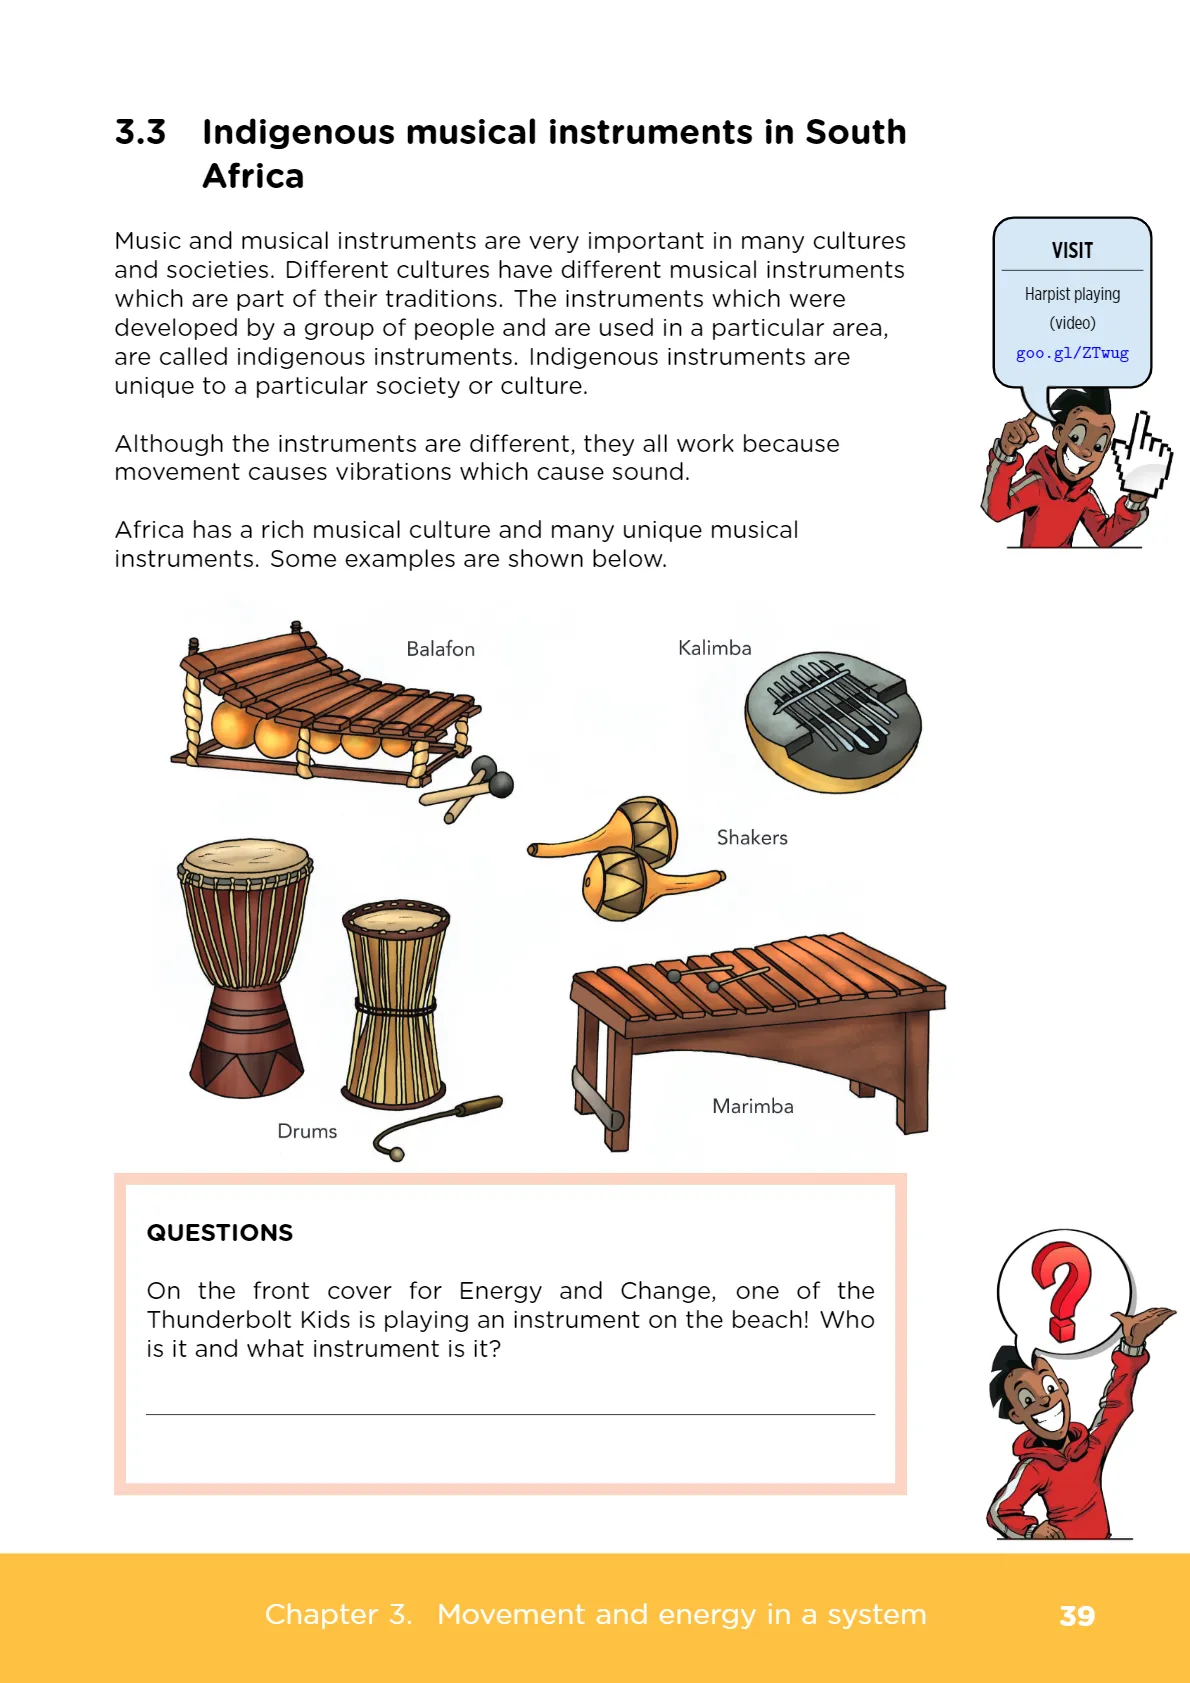 3.3 Indigenous musical instruments in South
Africa
Music and musical instruments are very important in many cultures
and societies. Different cultures have different musical instruments
which are part of their traditions. The instruments which were
developed by a group of people and are used in a particular area,
are called indigenous instruments. Indigenous instruments are
unique to a particular society or culture.
Although the instruments are different, they all work because
movement causes vibrations which cause sound.
Africa has a rich musical culture and many unique musical
instruments. Some examples are shown below.
VISIT
Harpist playing
(video)
goo.gl/ZTwug
Balafon
Kalimba
Shakers
Drums
Marimba
QUESTIONS
On the front cover for Energy and Change, one of the
Thunderbolt Kids is playing an instrument on the beach! Who
is it and what instrument is it?
?
Chapter 3. Movement and energy in a system 39